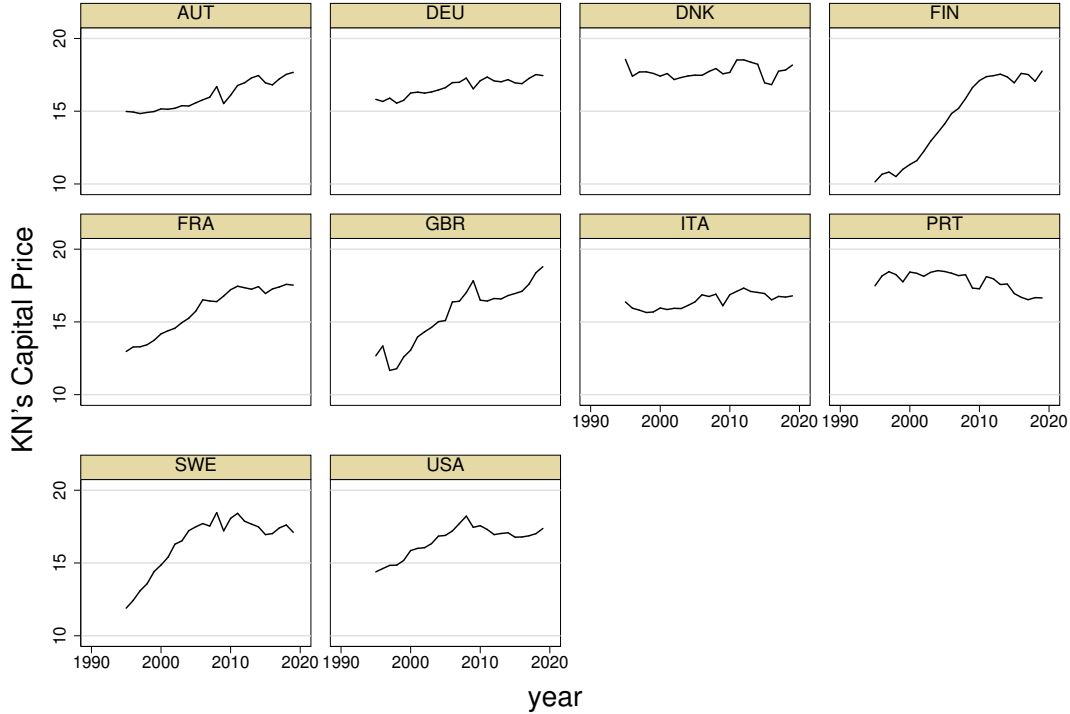 AUT DEU DNK FIN
20
15
10
FRA GBR ITA PRT
20
15
10
1990 2000 2010 2020 1990 2000 2010 2020
SWE USA
20
15
10
1990 2000 2010 2020 1990 2000 2010 2020
KN's Capital Price
year